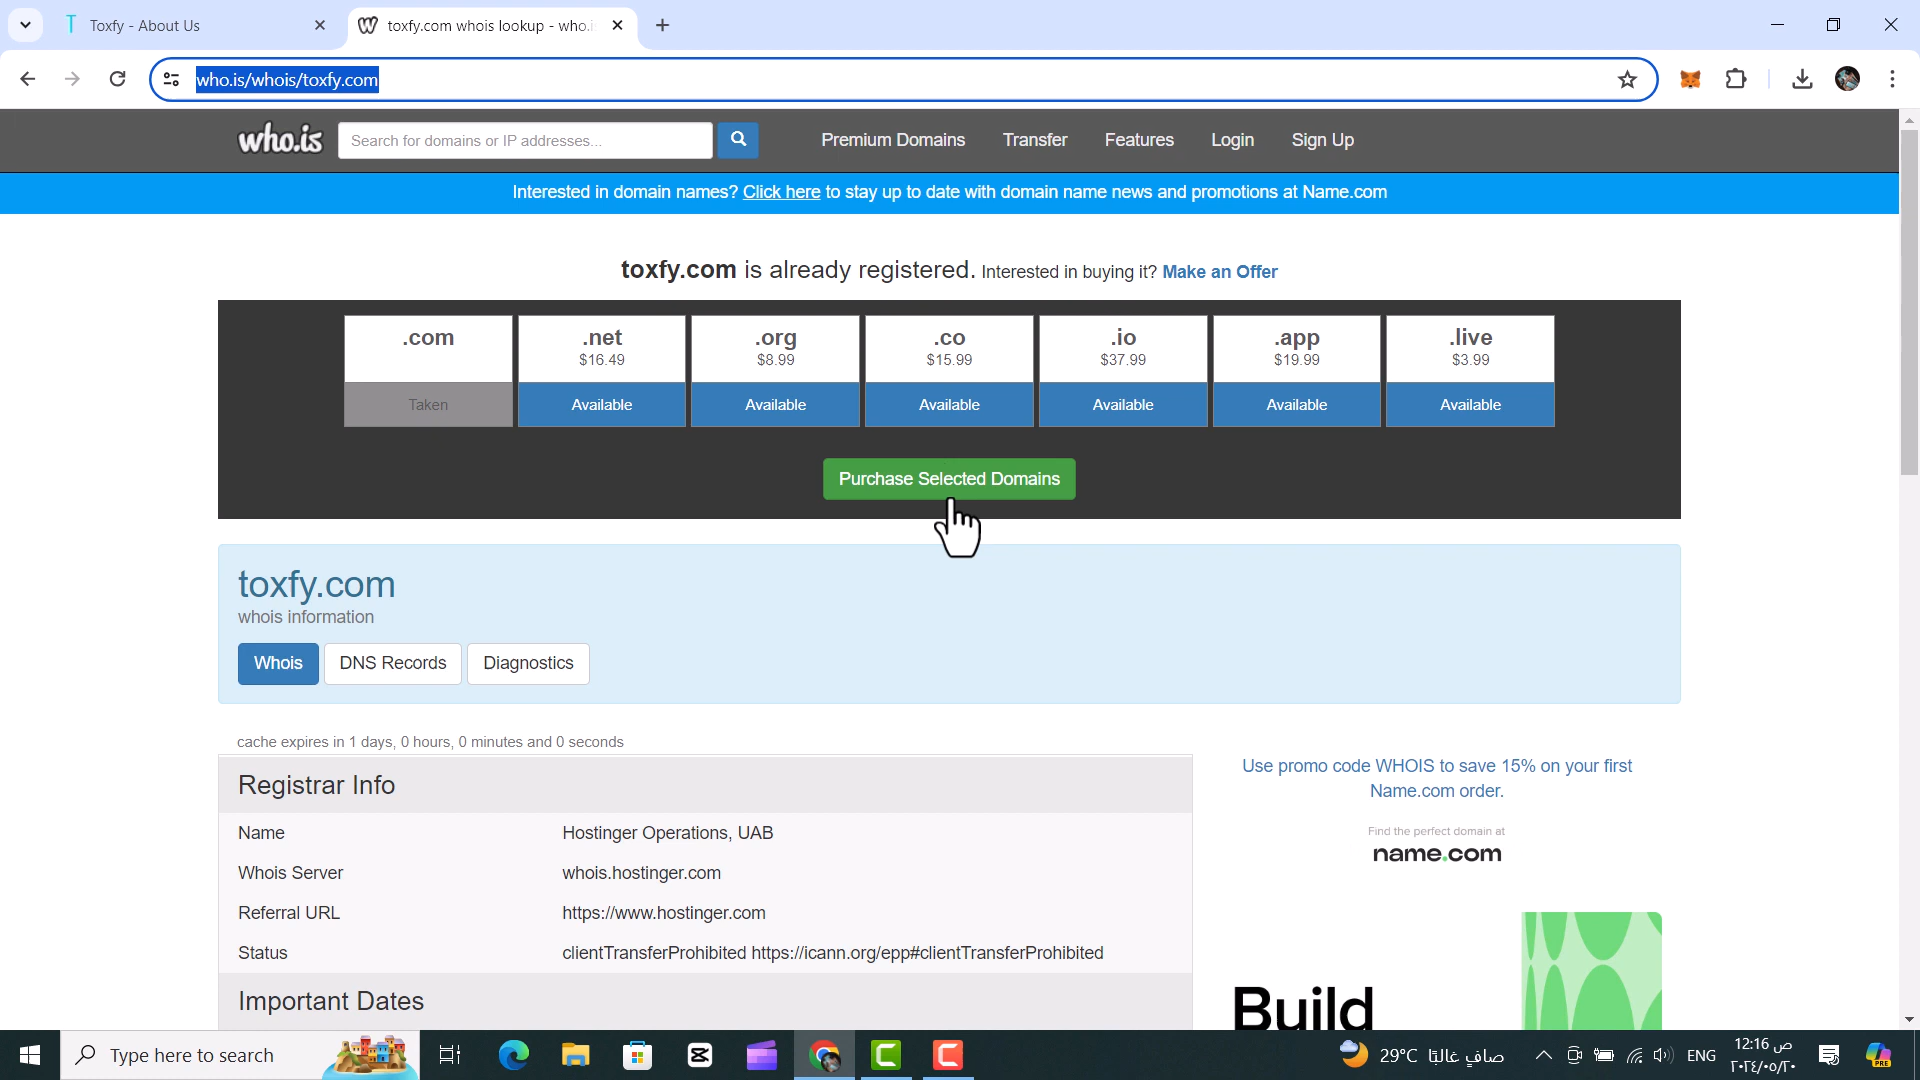 Toxfy - About Us
toxfy.com whois lookup - who.i
who.is/whois/toxfy.com
who.is
Search for domains or IP addresses...
Premium Domains
Transfer
Features
Login
Sign Up
Interested in domain names? Click here to stay up to date with domain name news and promotions at Name.com
toxfy.com is already registered. Interested in buying it? Make an Offer
.com
.net
.org
.co
.io
.app
.live
$16.49
$8.99
$15.99
$37.99
$19.99
$3.99
Taken
Available
Available
Available
Available
Available
Available
Purchase Selected Domains
toxfy.com
whois information
Whois
DNS Records
Diagnostics
cache expires in 1 days, 0 hours, 0 minutes and 0 seconds
Registrar Info
Name
Hostinger Operations, UAB
Whois Server
whois.hostinger.com
Referral URL
https://www.hostinger.com
Status
clientTransferProhibited https://icann.org/epp#clientTransferProhibited
Important Dates
Use promo code WHOIS to save 15% on your first
Name.com order.
Find the perfect domain at
name.com
Build
Type here to search
29°C صافٍ غالبًا
ENG
12:16 ص
٢٠٢٤/٠٥/٢٠
PRE